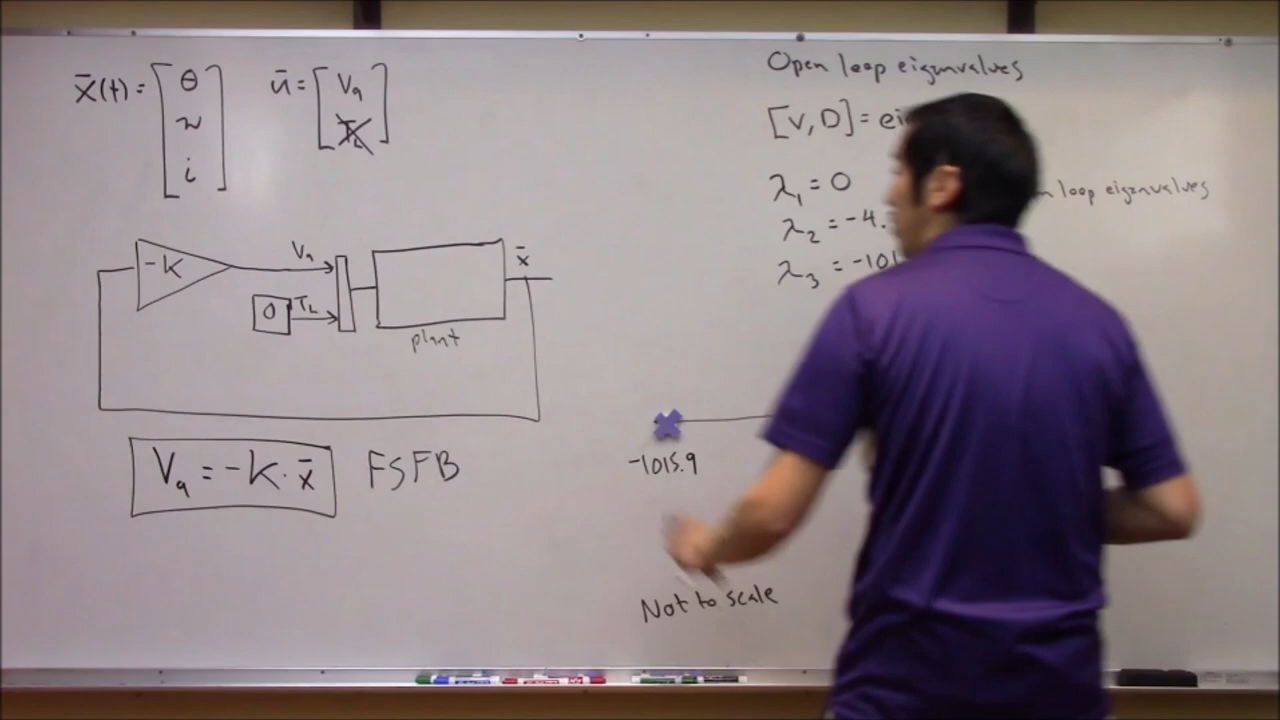 x̄(t) = [θ
ω
i]
ū = [Va
TL]
-K
Va
0
TL
plant
x̄
Va = -K · x̄
FSFB
Open loop eigenvalues
[V, D] = ei
λ1 = 0
loop eigenvalues
λ2 = -4.
λ3 = -101
-1015.9
Not to scale